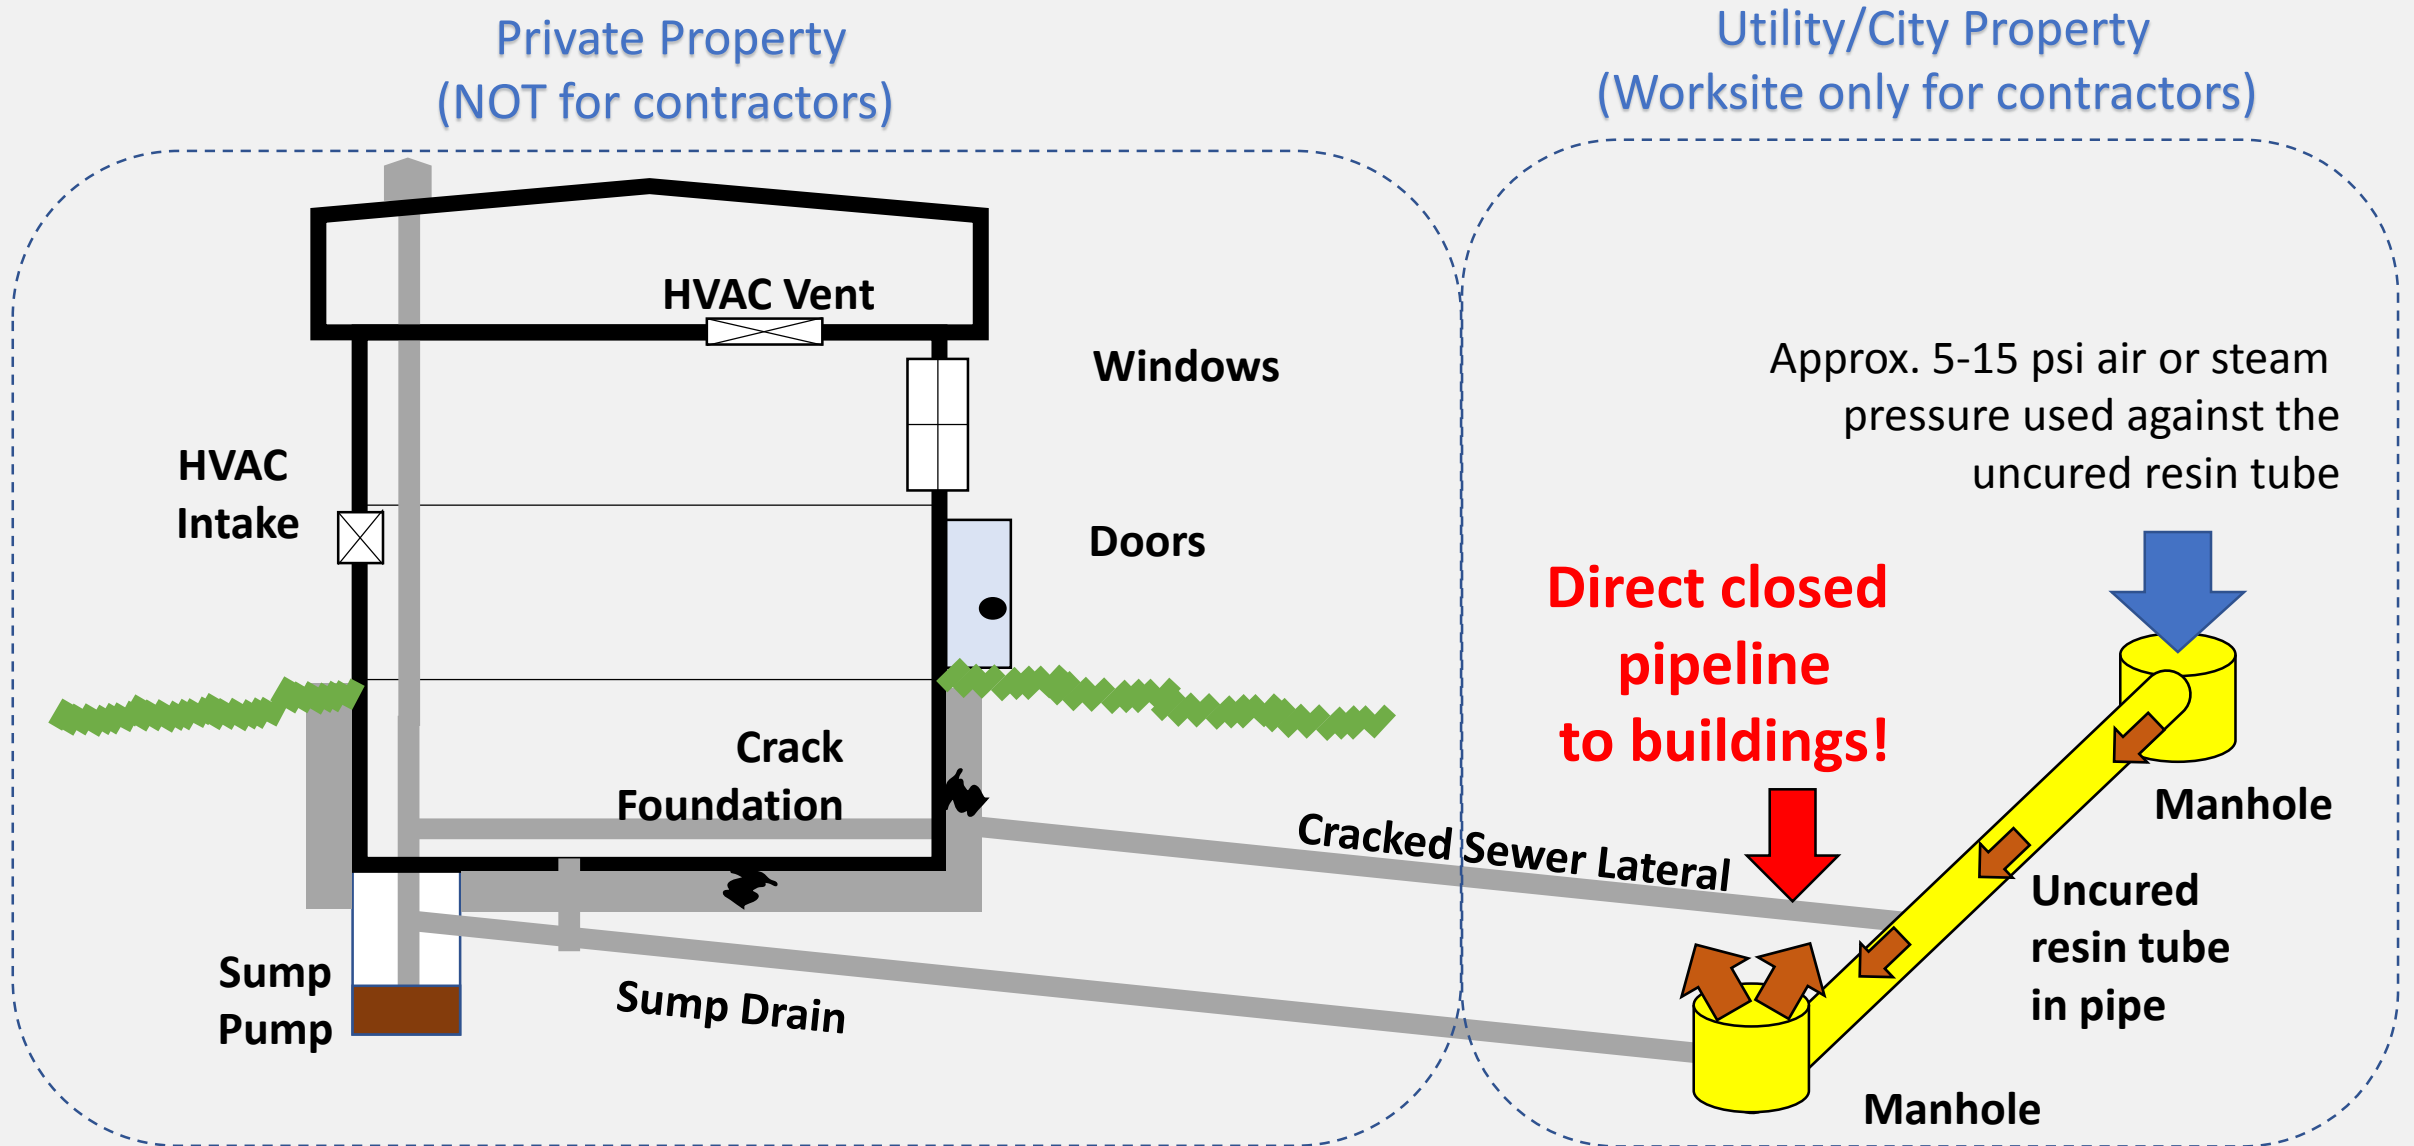 Private Property
(NOT for contractors)
Utility/City Property
(Worksite only for contractors)
HVAC Vent
Windows
HVAC
Intake
Doors
Approx. 5-15 psi air or steam
pressure used against the
uncured resin tube
Direct closed
pipeline
to buildings!
Crack
Foundation
Cracked Sewer Lateral
Manhole
Uncured
resin tube
in pipe
Sump
Pump
Sump Drain
Manhole